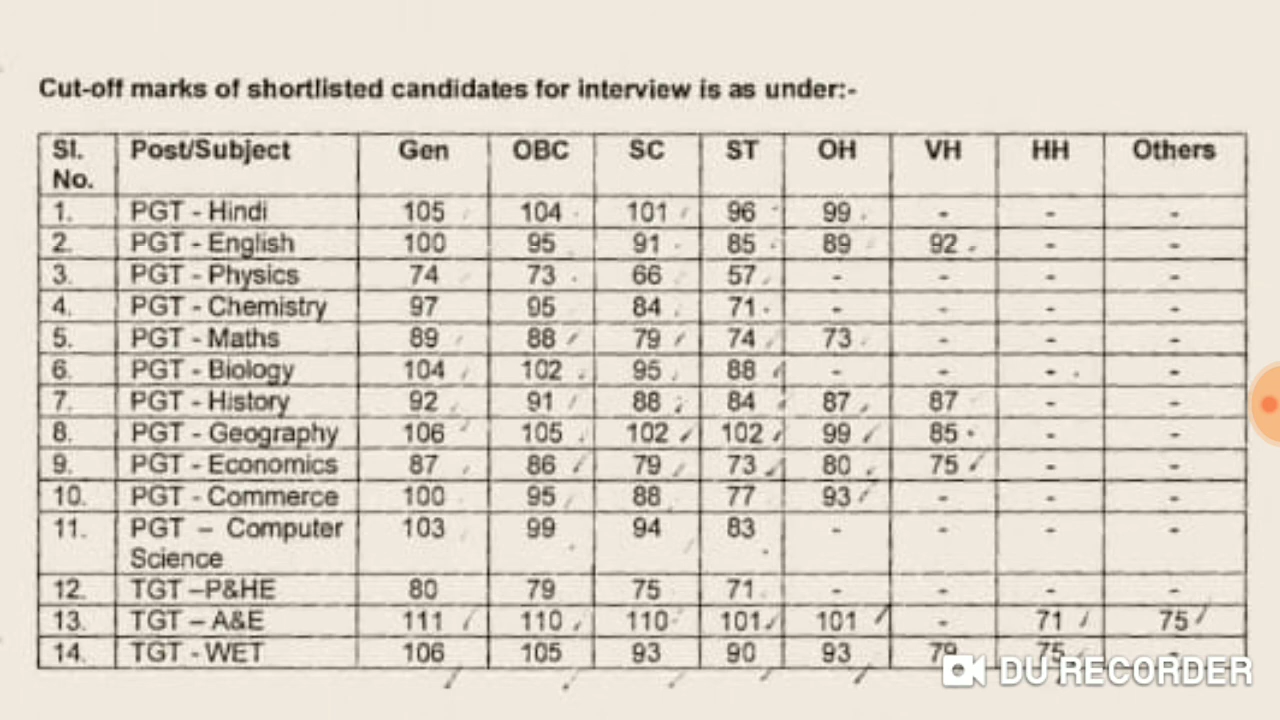 Cut-off marks of shortlisted candidates for interview is as under:-
Sl. No. Post/Subject Gen OBC SC ST OH VH HH Others
1. PGT - Hindi 105 104 101 96 99 - - -
2. PGT - English 100 95 91 85 89 92 - -
3. PGT - Physics 74 73 66 57 - - - -
4. PGT - Chemistry 97 95 84 71 - - - -
5. PGT - Maths 89 88 79 74 73 - - -
6. PGT - Biology 104 102 95 88 - - - -
7. PGT - History 92 91 88 84 87 87 - -
8. PGT - Geography 106 105 102 102 99 85 - -
9. PGT - Economics 87 86 79 73 80 75 - -
10. PGT - Commerce 100 95 88 77 93 - - -
11. PGT – Computer Science 103 99 94 83 - - - -
12. TGT –P&HE 80 79 75 71 - - - -
13. TGT – A&E 111 110 110 101 101 - 71 75
14. TGT - WET 106 105 93 90 93 79 75 -
DU RECORDER